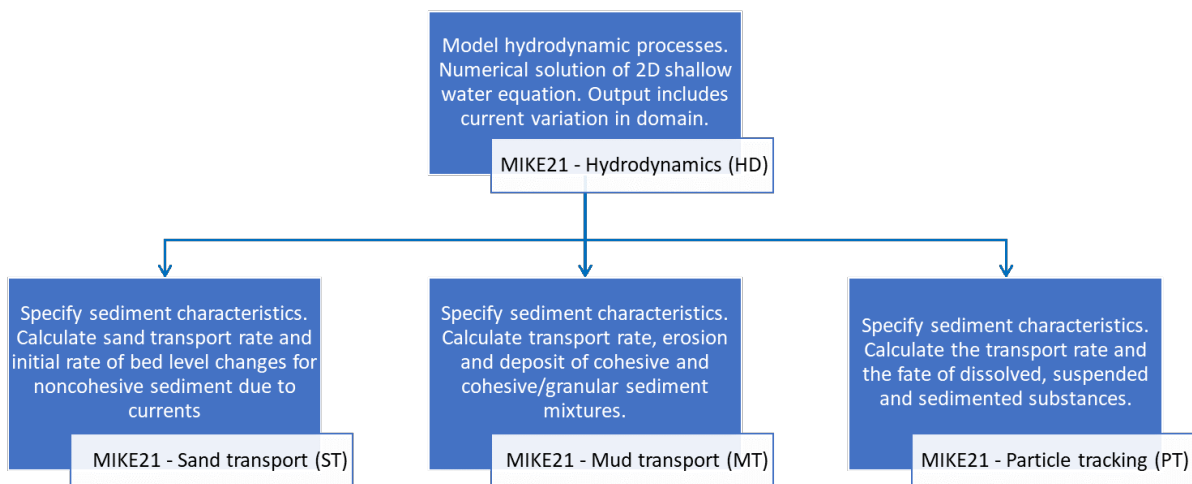 Model hydrodynamic processes.
Numerical solution of 2D shallow
water equation. Output includes
current variation in domain.
MIKE21 - Hydrodynamics (HD)
Specify sediment characteristics.
Calculate sand transport rate and
initial rate of bed level changes for
noncohesive sediment due to
currents
MIKE21 - Sand transport (ST)
Specify sediment characteristics.
Calculate transport rate, erosion
and deposit of cohesive and
cohesive/granular sediment
mixtures.
MIKE21 - Mud transport (MT)
Specify sediment characteristics.
Calculate the transport rate and
the fate of dissolved, suspended
and sedimented substances.
MIKE21 - Particle tracking (PT)